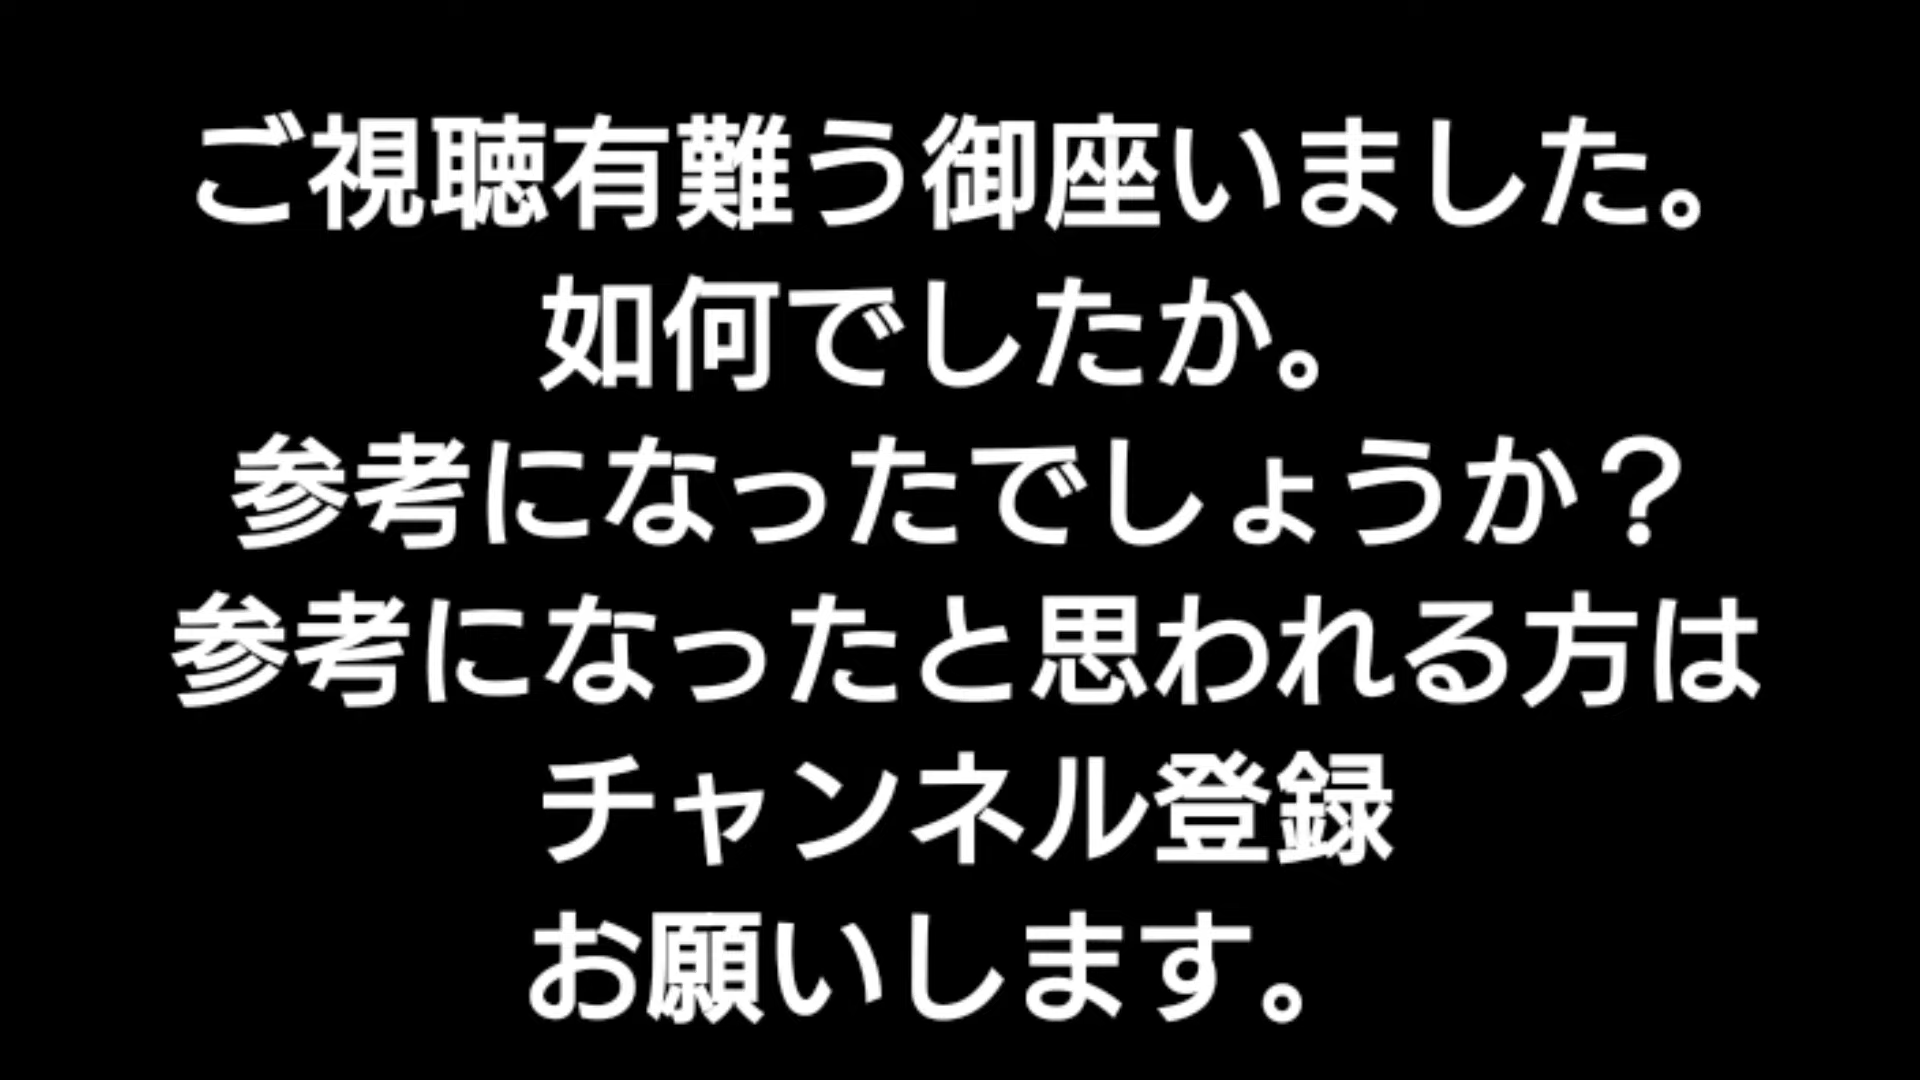 ご視聴有難う御座いました。
如何でしたか。
参考になったでしょうか？
参考になったと思われる方は
チャンネル登録
お願いします。